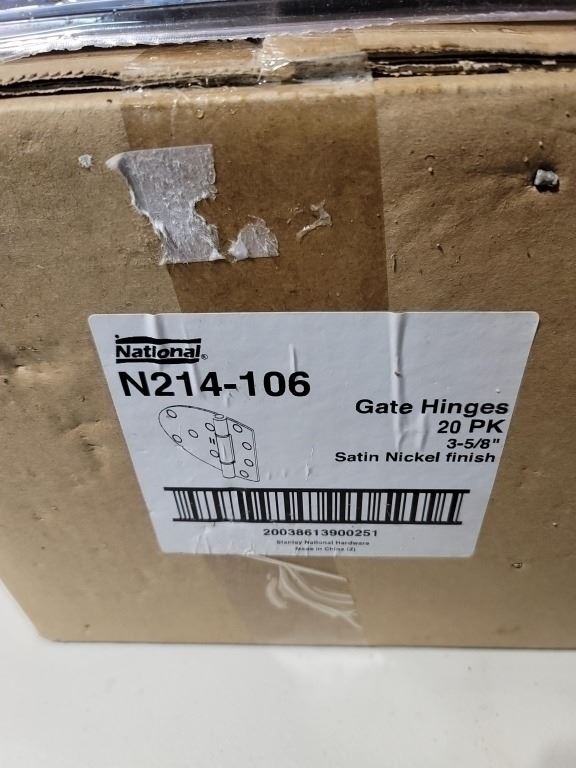 National®
N214-106
Gate Hinges
20 PK
3-5/8"
Satin Nickel finish
20038613900251
Stanley National Hardware
Made in China (2)